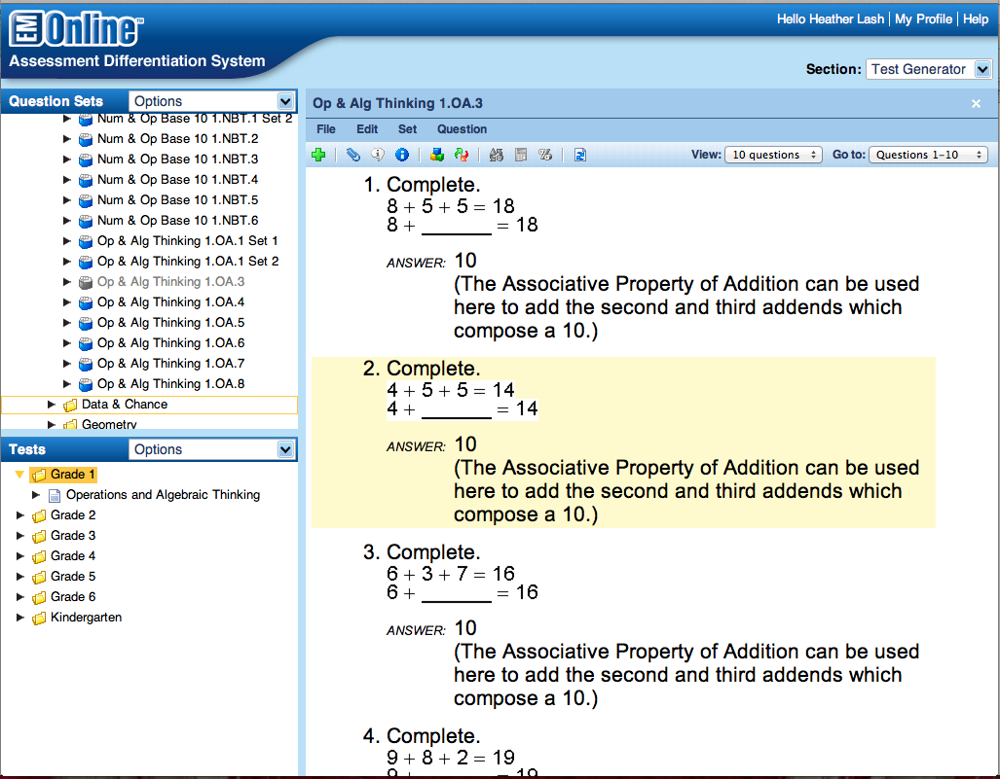 EM Online™
Assessment Differentiation System
Hello Heather Lash | My Profile | Help
Section: Test Generator
Question Sets Options
Num & Op Base 10 1.NBT.1 Set 2
Num & Op Base 10 1.NBT.2
Num & Op Base 10 1.NBT.3
Num & Op Base 10 1.NBT.4
Num & Op Base 10 1.NBT.5
Num & Op Base 10 1.NBT.6
Op & Alg Thinking 1.OA.1 Set 1
Op & Alg Thinking 1.OA.1 Set 2
Op & Alg Thinking 1.OA.3
Op & Alg Thinking 1.OA.4
Op & Alg Thinking 1.OA.5
Op & Alg Thinking 1.OA.6
Op & Alg Thinking 1.OA.7
Op & Alg Thinking 1.OA.8
Data & Chance
Geometry
Tests Options
Grade 1
Operations and Algebraic Thinking
Grade 2
Grade 3
Grade 4
Grade 5
Grade 6
Kindergarten
Op & Alg Thinking 1.OA.3
File Edit Set Question
View: 10 questions Go to: Questions 1-10
1. Complete.
8 + 5 + 5 = 18
8 + ______ = 18
ANSWER: 10
(The Associative Property of Addition can be used
here to add the second and third addends which
compose a 10.)
2. Complete.
4 + 5 + 5 = 14
4 + ______ = 14
ANSWER: 10
(The Associative Property of Addition can be used
here to add the second and third addends which
compose a 10.)
3. Complete.
6 + 3 + 7 = 16
6 + ______ = 16
ANSWER: 10
(The Associative Property of Addition can be used
here to add the second and third addends which
compose a 10.)
4. Complete.
9 + 8 + 2 = 19
9 + ______ = 19